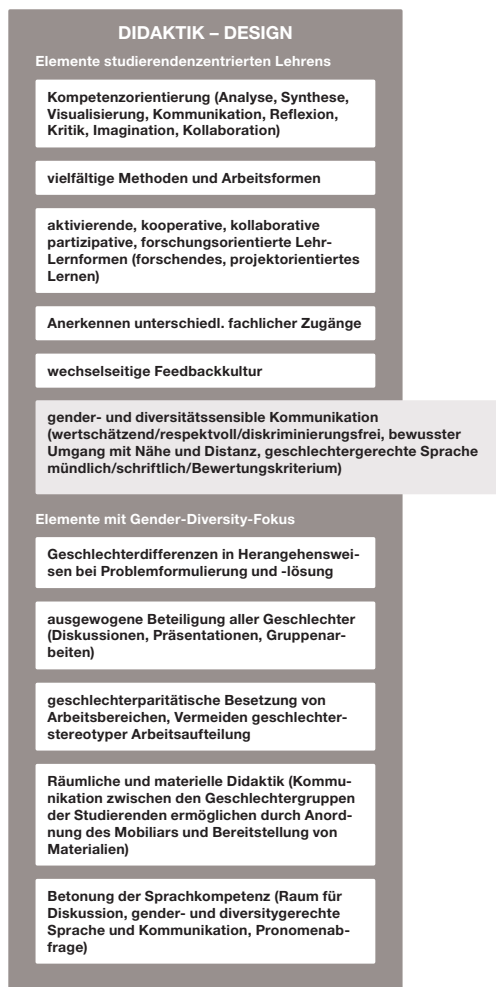 DIDAKTIK – DESIGN
Elemente studierendenzentrierten Lehrens
Kompetenzorientierung (Analyse, Synthese,
Visualisierung, Kommunikation, Reflexion,
Kritik, Imagination, Kollaboration)
vielfältige Methoden und Arbeitsformen
aktivierende, kooperative, kollaborative
partizipative, forschungsorientierte Lehr-
Lernformen (forschendes, projektorientiertes
Lernen)
Anerkennen unterschiedl. fachlicher Zugänge
wechselseitige Feedbackkultur
gender- und diversitätssensible Kommunikation
(wertschätzend/respektvoll/diskriminierungsfrei, bewusster
Umgang mit Nähe und Distanz, geschlechtergerechte Sprache
mündlich/schriftlich/Bewertungskriterium)
Elemente mit Gender-Diversity-Fokus
Geschlechterdifferenzen in Herangehenswei-
sen bei Problemformulierung und -lösung
ausgewogene Beteiligung aller Geschlechter
(Diskussionen, Präsentationen, Gruppenar-
beiten)
geschlechterparitätische Besetzung von
Arbeitsbereichen, Vermeiden geschlechter-
stereotyper Arbeitsaufteilung
Räumliche und materielle Didaktik (Kommu-
nikation zwischen den Geschlechtergruppen
der Studierenden ermöglichen durch Anord-
nung des Mobiliars und Bereitstellung von
Materialien)
Betonung der Sprachkompetenz (Raum für
Diskussion, gender- und diversitygerechte
Sprache und Kommunikation, Pronomenab-
frage)